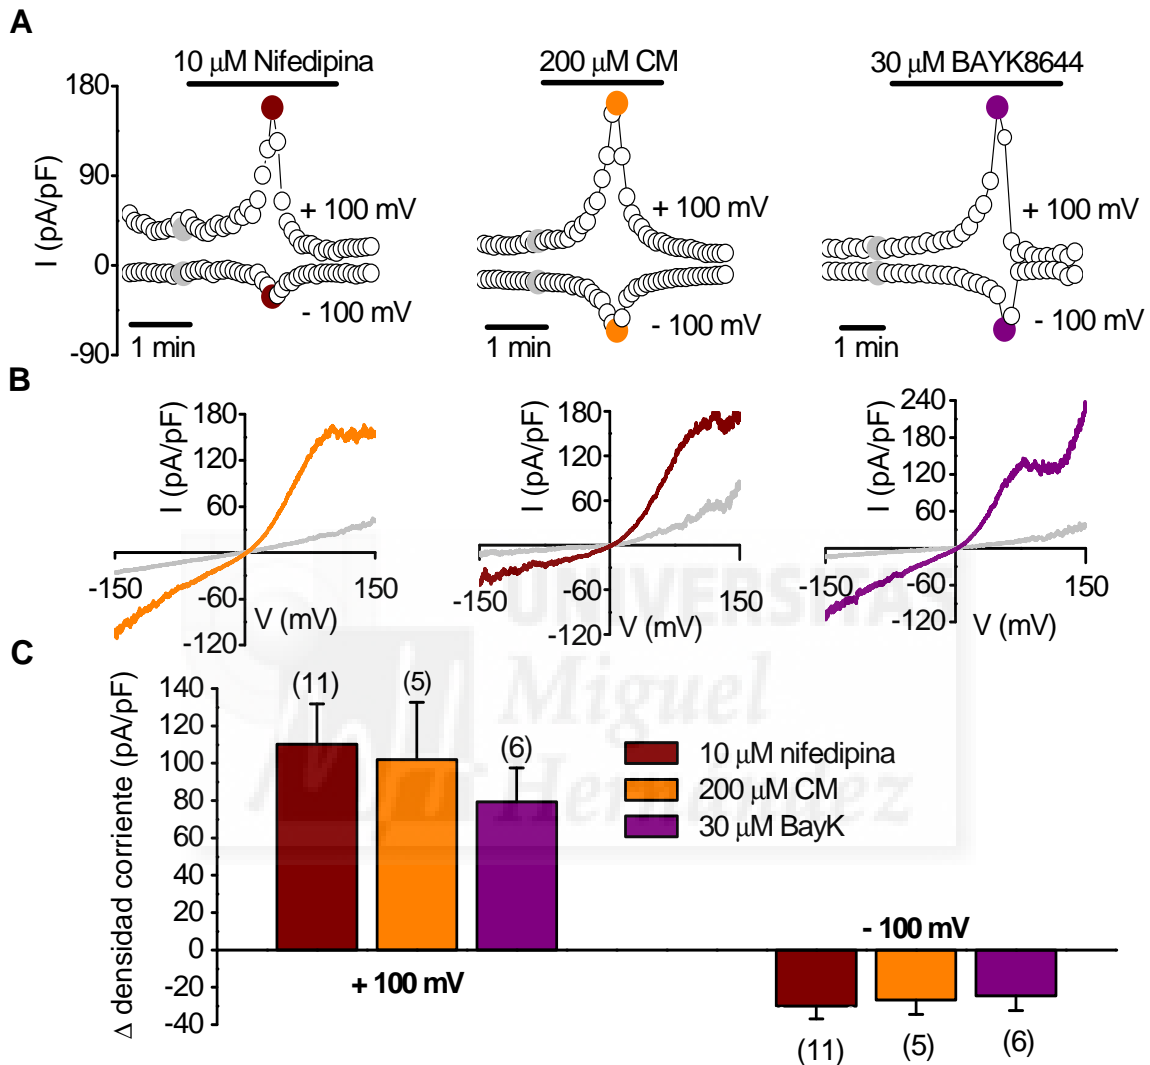 A
10 µM Nifedipina
200 µM CM
30 µM BAYK8644
180
90
0
-90
I (pA/pF)
+ 100 mV
- 100 mV
1 min
+ 100 mV
- 100 mV
1 min
+ 100 mV
- 100 mV
1 min
B
180
120
60
-60
-120
I (pA/pF)
-150
150
V (mV)
180
120
60
-60
-120
I (pA/pF)
-150
150
V (mV)
240
180
120
60
-60
-120
I (pA/pF)
-150
150
V (mV)
UNIVERSITAS
Miguel
Hernández
C
Δ densidad corriente (pA/pF)
140
120
100
80
60
40
20
0
-20
-40
(11)
(5)
(6)
10 µM nifedipina
200 µM CM
30 µM BayK
+ 100 mV
- 100 mV
(11)
(5)
(6)